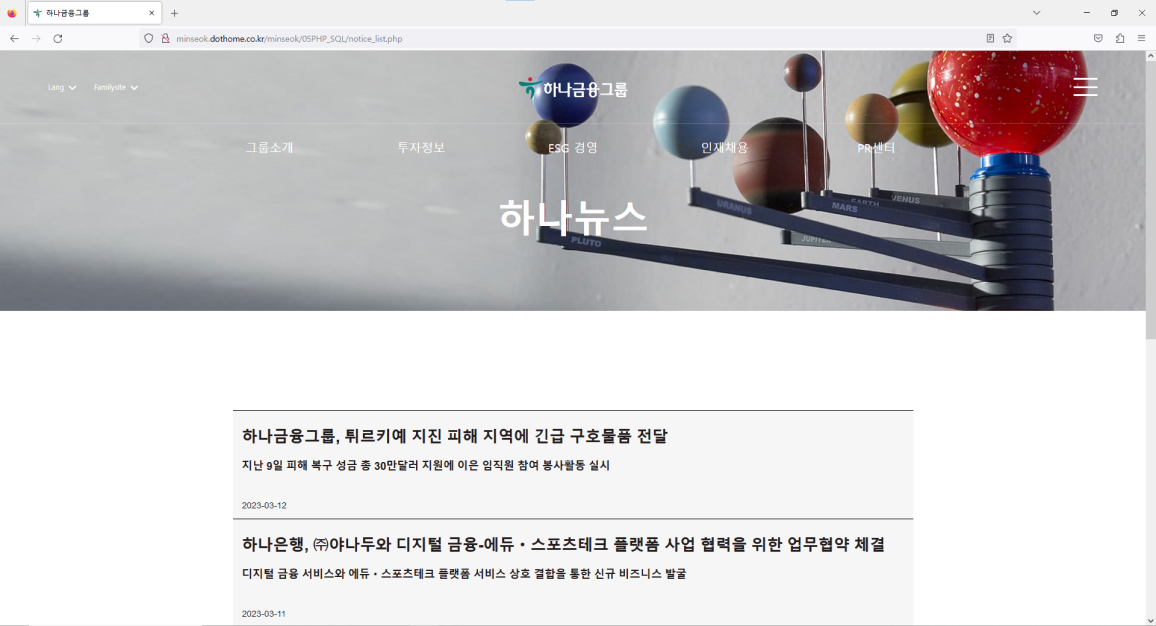 하나금융그룹
minseok.dothome.co.kr/minseok/05PHP_SQL/notice_list.php
Lang Familysite
하나금융그룹
그룹소개 투자정보 ESG 경영 인재채용 PR센터
하나뉴스
URANUS
MARS
EARTH
VENUS
PLUTO
JUPITER
하나금융그룹, 튀르키예 지진 피해 지역에 긴급 구호물품 전달
지난 9일 피해 복구 성금 총 30만달러 지원에 이은 임직원 참여 봉사활동 실시
2023-03-12
하나은행, ㈜야나두와 디지털 금융-에듀・스포츠테크 플랫폼 사업 협력을 위한 업무협약 체결
디지털 금융 서비스와 에듀・스포츠테크 플랫폼 서비스 상호 결합을 통한 신규 비즈니스 발굴
2023-03-11